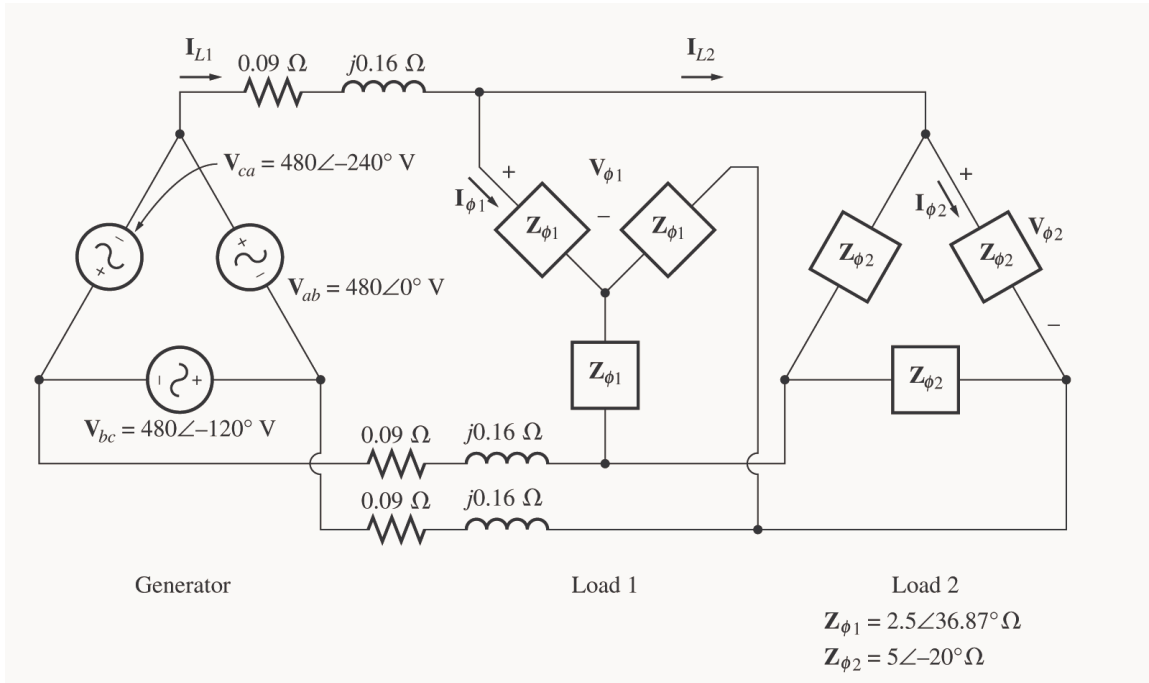 I_L1
0.09 Ω
j0.16 Ω
I_L2
V_ca = 480∠–240° V
+
V_ϕ1
+
I_ϕ1
–
I_ϕ2
Z_ϕ1
Z_ϕ1
V_ϕ2
–
+
+
–
Z_ϕ2
Z_ϕ2
V_ab = 480∠0° V
–
Z_ϕ1
Z_ϕ2
– +
V_bc = 480∠–120° V
0.09 Ω
j0.16 Ω
0.09 Ω
j0.16 Ω
Generator
Load 1
Load 2
Z_ϕ1 = 2.5∠36.87° Ω
Z_ϕ2 = 5∠–20° Ω